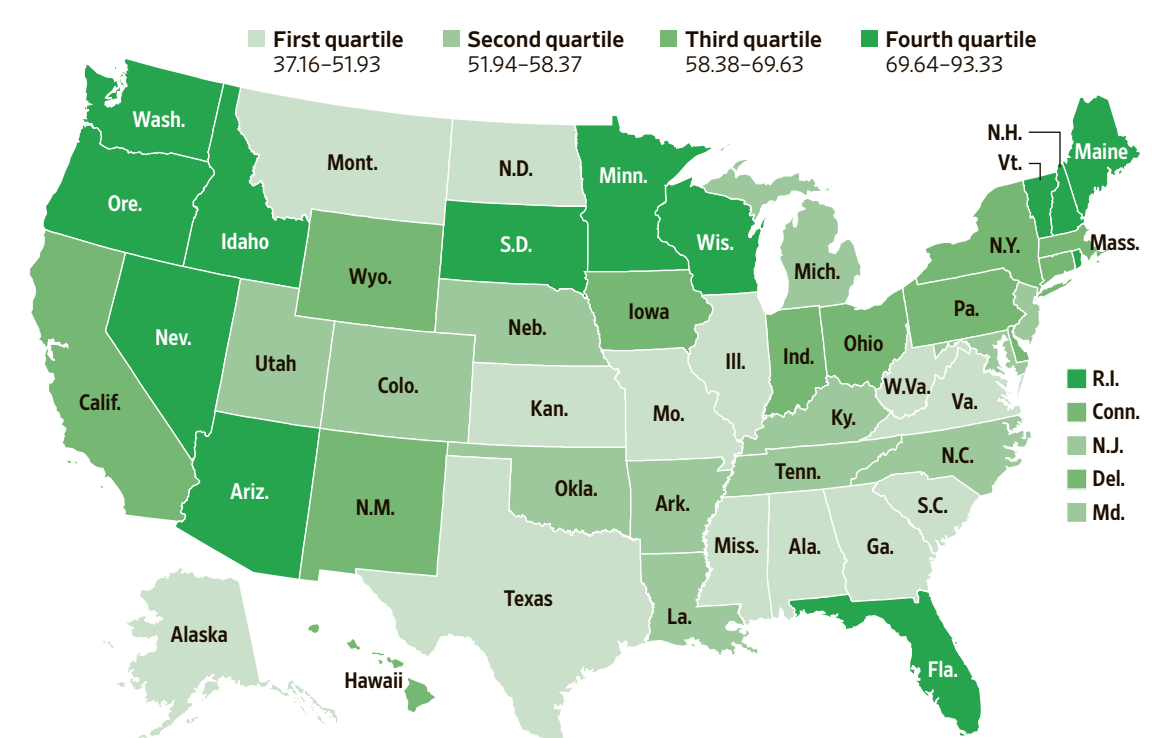 First quartile
37.16–51.93
Second quartile
51.94–58.37
Third quartile
58.38–69.63
Fourth quartile
69.64–93.33
Wash.
Mont.
N.D.
Minn.
N.H.
Vt.
Maine
Ore.
Idaho
S.D.
Wis.
N.Y.
Mass.
Wyo.
Mich.
Iowa
Pa.
Nev.
Neb.
Utah
Colo.
Ill.
Ind.
Ohio
W.Va.
Va.
R.I.
Calif.
Kan.
Mo.
Ky.
Conn.
N.J.
Tenn.
N.C.
Ariz.
N.M.
Okla.
Ark.
S.C.
Del.
Md.
Miss.
Ala.
Ga.
Texas
La.
Alaska
Hawaii
Fla.